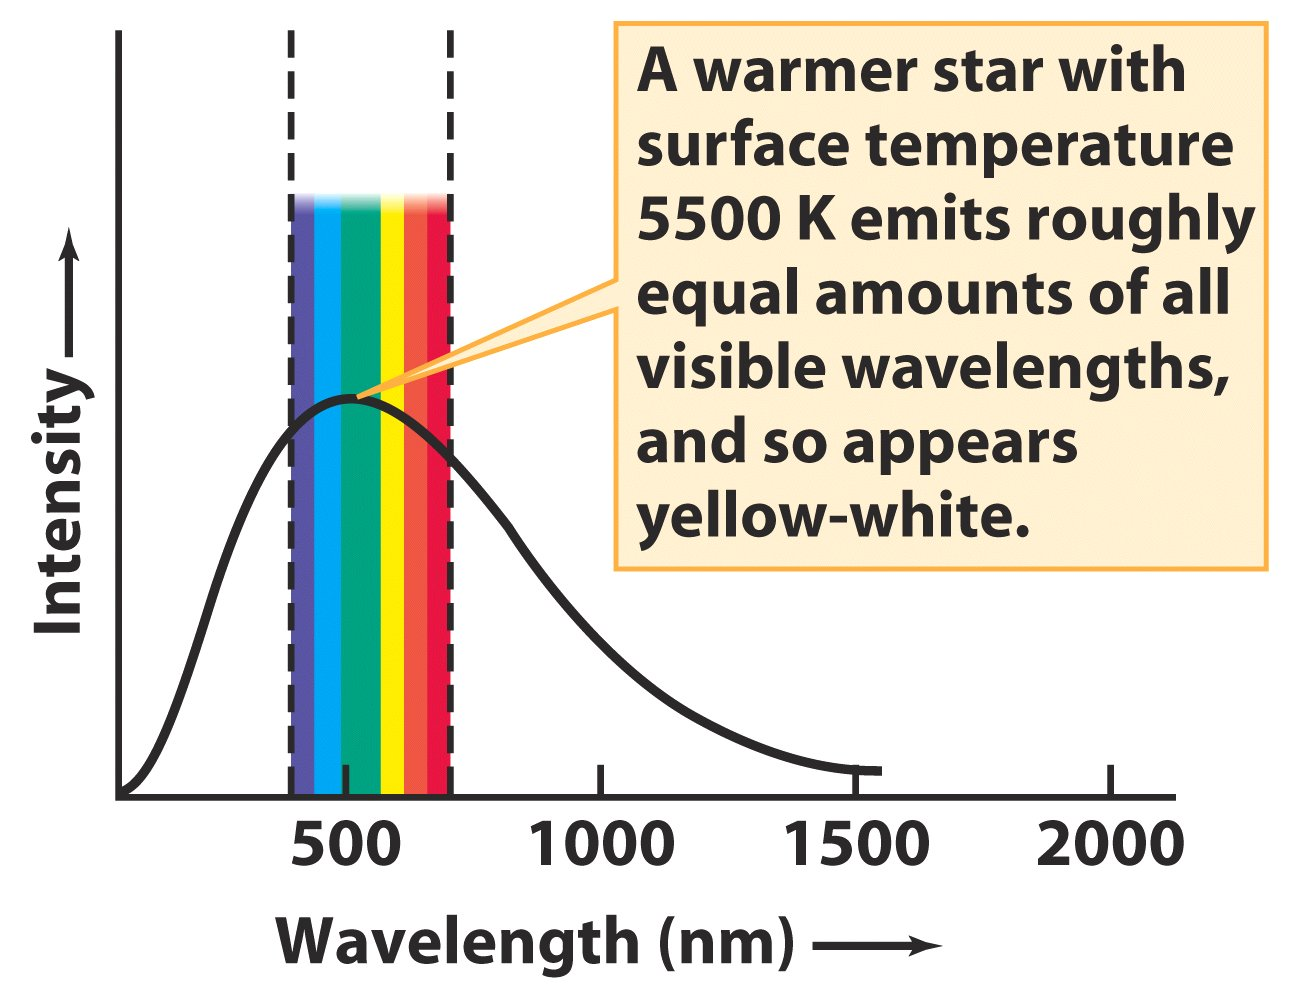 A warmer star with
surface temperature
5500 K emits roughly
equal amounts of all
visible wavelengths,
and so appears
yellow-white.
Intensity
500 1000 1500 2000
Wavelength (nm)